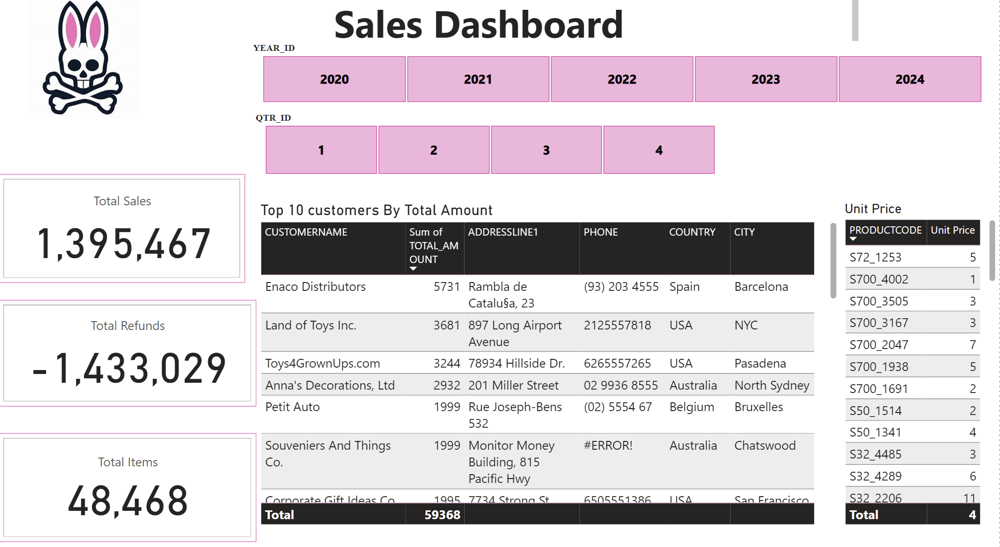 Sales Dashboard
YEAR_ID
2020 2021 2022 2023 2024
QTR_ID
1 2 3 4
Total Sales
1,395,467
Total Refunds
-1,433,029
Total Items
48,468
Top 10 customers By Total Amount
CUSTOMERNAME Sum of ADDRESSLINE1 PHONE COUNTRY CITY
TOTAL_AM
OUNT
Enaco Distributors 5731 Rambla de (93) 203 4555 Spain Barcelona
Catalu§a, 23
Land of Toys Inc. 3681 897 Long Airport 2125557818 USA NYC
Avenue
Toys4GrownUps.com 3244 78934 Hillside Dr. 6265557265 USA Pasadena
Anna's Decorations, Ltd 2932 201 Miller Street 02 9936 8555 Australia North Sydney
Petit Auto 1999 Rue Joseph-Bens (02) 5554 67 Belgium Bruxelles
532
Souveniers And Things 1999 Monitor Money #ERROR! Australia Chatswood
Co. Building, 815
Pacific Hwy
Corporate Gift Ideas Co. 1995 7734 Strong St. 6505551386 USA San Francisco
Total 59368
Unit Price
PRODUCTCODE Unit Price
S72_1253 5
S700_4002 1
S700_3505 3
S700_3167 3
S700_2047 7
S700_1938 5
S700_1691 2
S50_1514 2
S50_1341 4
S32_4485 3
S32_4289 6
S32_2206 11
Total 4